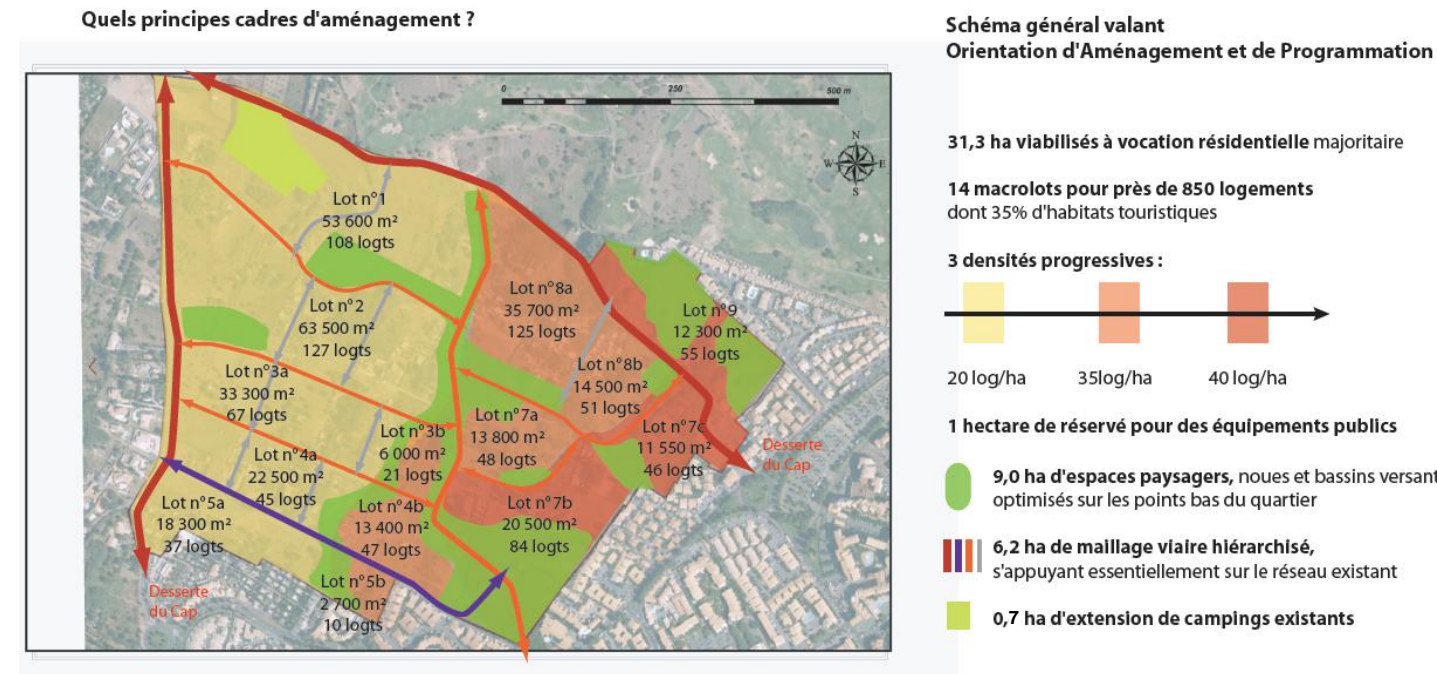 Quels principes cadres d'aménagement ?
Schéma général valant
Orientation d'Aménagement et de Programmation
0
250
500 m
N
W
E
S
Lot n°1
53 600 m²
108 logts
Lot n°2
63 500 m²
127 logts
Lot n°3a
33 300 m²
67 logts
Lot n°4a
22 500 m²
45 logts
Lot n°5a
18 300 m²
37 logts
Lot n°3b
6 000 m²
21 logts
Lot n°4b
13 400 m²
47 logts
Lot n°5b
2 700 m²
10 logts
Lot n°8a
35 700 m²
125 logts
Lot n°8b
14 500 m²
51 logts
Lot n°9
12 300 m²
55 logts
Lot n°7a
13 800 m²
48 logts
Lot n°7c
11 550 m²
46 logts
Lot n°7b
20 500 m²
84 logts
Desserte
du Cap
Desserte
du Cap
31,3 ha viabilisés à vocation résidentielle majoritaire
14 macrolots pour près de 850 logements
dont 35% d'habitats touristiques
3 densités progressives :
20 log/ha
35log/ha
40 log/ha
1 hectare de réservé pour des équipements publics
9,0 ha d'espaces paysagers, noues et bassins versant
optimisés sur les points bas du quartier
6,2 ha de maillage viaire hiérarchisé,
s'appuyant essentiellement sur le réseau existant
0,7 ha d'extension de campings existants